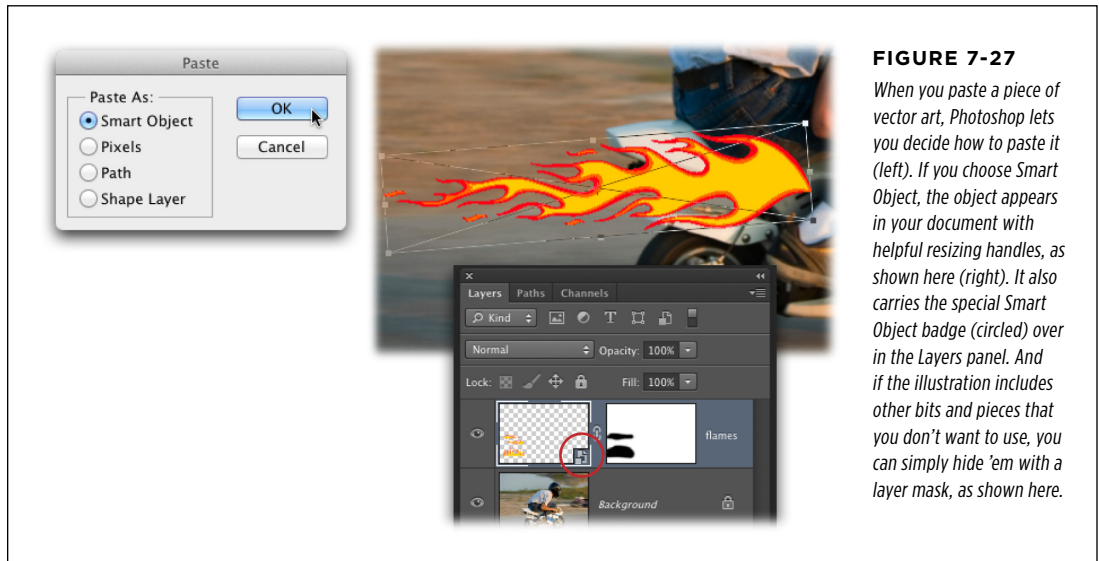 Paste
Paste As:
Smart Object
Pixels
Path
Shape Layer
OK
Cancel
Layers Paths Channels
Kind T
Normal Opacity: 100%
Lock: Fill: 100%
flames
Background
FIGURE 7-27
When you paste a piece of
vector art, Photoshop lets
you decide how to paste it
(left). If you choose Smart
Object, the object appears
in your document with
helpful resizing handles, as
shown here (right). It also
carries the special Smart
Object badge (circled) over
in the Layers panel. And
if the illustration includes
other bits and pieces that
you don’t want to use, you
can simply hide ’em with a
layer mask, as shown here.